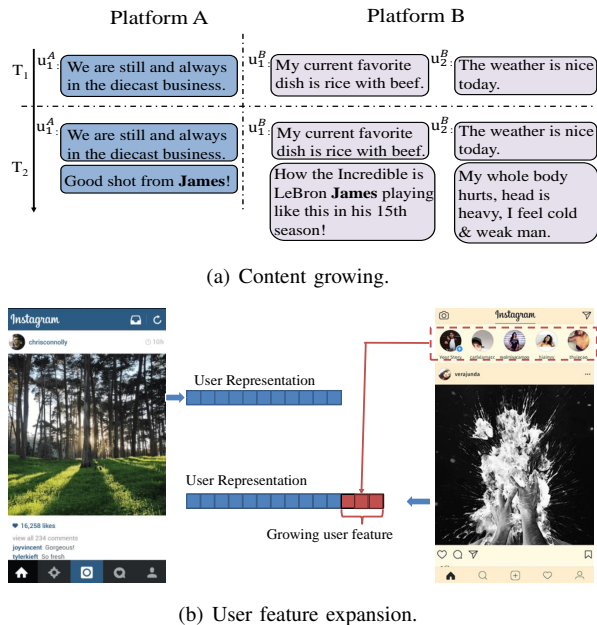 Platform A
Platform B
T1
u1A:
We are still and always
in the diecast business.
u1B:
My current favorite
dish is rice with beef.
u2B:
The weather is nice
today.
T2
u1A:
We are still and always
in the diecast business.
Good shot from James!
u1B:
My current favorite
dish is rice with beef.
How the Incredible is
LeBron James playing
like this in his 15th
season!
u2B:
The weather is nice
today.
My whole body
hurts, head is
heavy, I feel cold
& weak man.
(a) Content growing.
Instagram
chrisconnolly
10h
16,258 likes
view all 234 comments
joyvincent Gorgeous!
tylerkieft So fresh
User Representation
User Representation
Growing user feature
Instagram
verajunda
(b) User feature expansion.